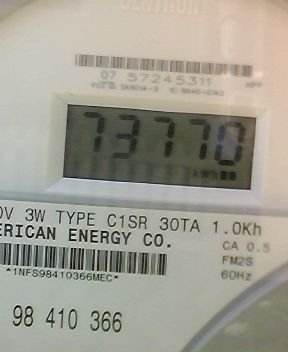 CENTRON
07 57245311
73770
kWh
0V 3W TYPE C1SR 30TA 1.0Kh
ERICAN ENERGY CO.
CA 0.5
FM2S
60Hz
*1NFS98410366MEC*
98 410 366